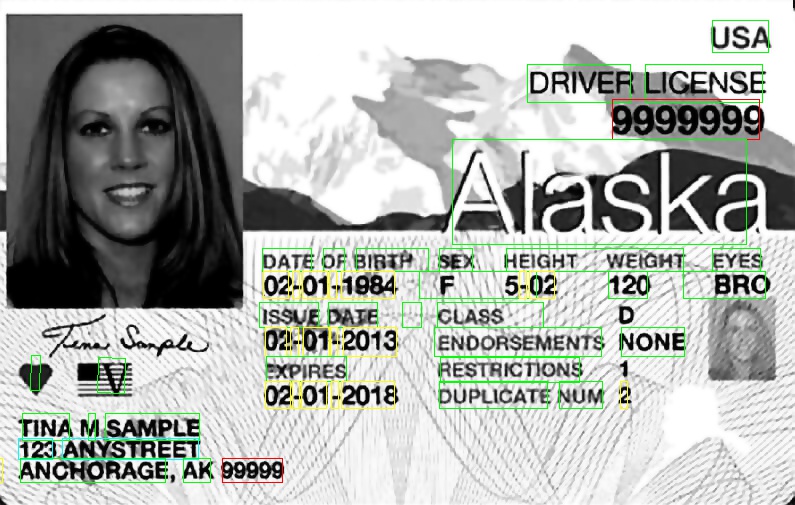 USA
DRIVER LICENSE
9999999
Alaska
DATE OF BIRTH SEX HEIGHT WEIGHT EYES
02-01-1984 F 5-02 120 BRO
ISSUE DATE CLASS D
02-01-2013 ENDORSEMENTS NONE
EXPIRES RESTRICTIONS 1
02-01-2018 DUPLICATE NUM 2
Tina Sample
V
TINA M SAMPLE
123 ANYSTREET
ANCHORAGE, AK 99999